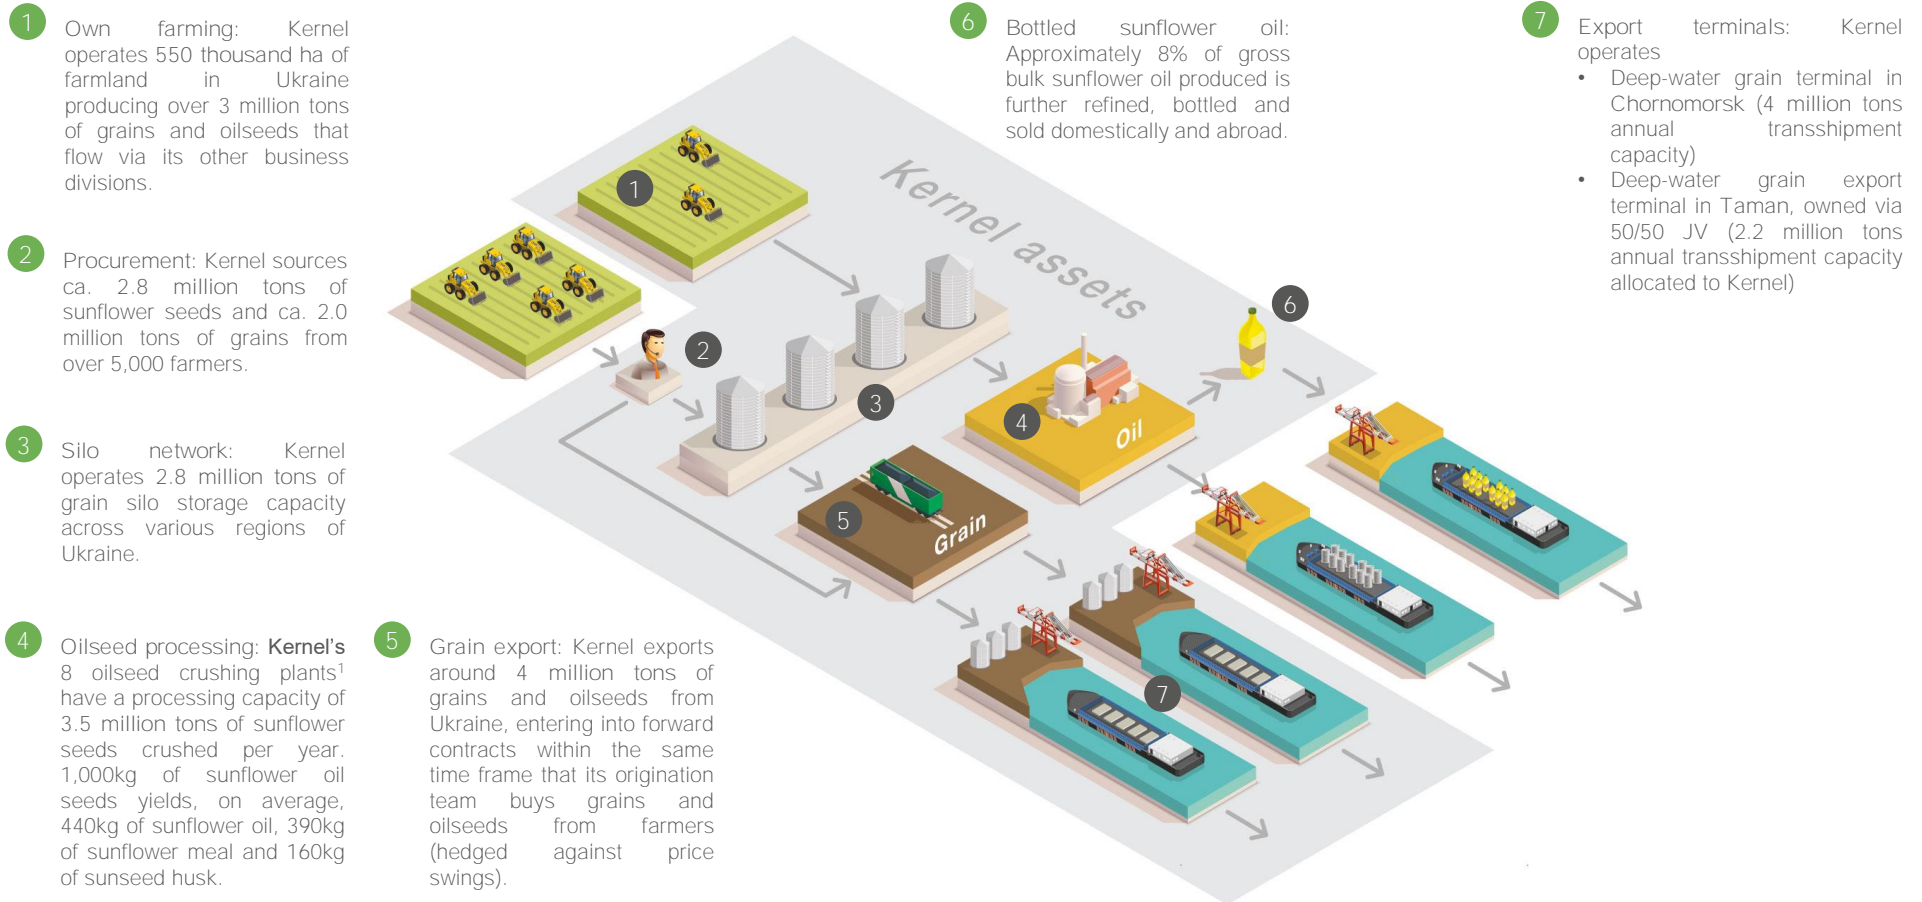 1
Own farming: Kernel
operates 550 thousand ha of
farmland in Ukraine
producing over 3 million tons
of grains and oilseeds that
flow via its other business
divisions.
2
Procurement: Kernel sources
ca. 2.8 million tons of
sunflower seeds and ca. 2.0
million tons of grains from
over 5,000 farmers.
3
Silo network: Kernel
operates 2.8 million tons of
grain silo storage capacity
across various regions of
Ukraine.
4
Oilseed processing: Kernel's
8 oilseed crushing plants¹
have a processing capacity of
3.5 million tons of sunflower
seeds crushed per year.
1,000kg of sunflower oil
seeds yields, on average,
440kg of sunflower oil, 390kg
of sunflower meal and 160kg
of sunseed husk.
5
Grain export: Kernel exports
around 4 million tons of
grains and oilseeds from
Ukraine, entering into forward
contracts within the same
time frame that its origination
team buys grains and
oilseeds from farmers
(hedged against price
swings).
6
Bottled sunflower oil:
Approximately 8% of gross
bulk sunflower oil produced is
further refined, bottled and
sold domestically and abroad.
7
Export terminals: Kernel
operates
• Deep-water grain terminal in
Chornomorsk (4 million tons
annual transshipment
capacity)
• Deep-water grain export
terminal in Taman, owned via
50/50 JV (2.2 million tons
annual transshipment capacity
allocated to Kernel)
Kernel assets
1
2
3
4
Oil
5
Grain
6
7